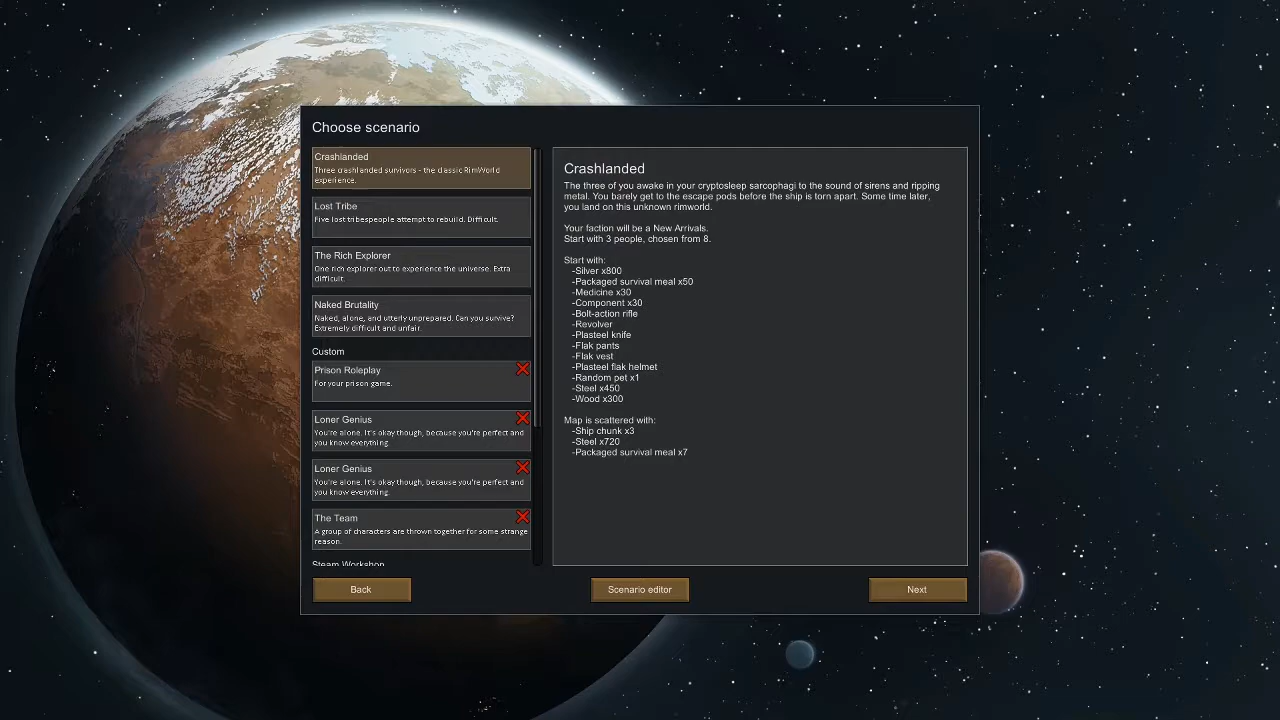 Choose scenario
Crashlanded
Three crashlanded survivors - the classic RimWorld
experience.
Lost Tribe
Five lost tribespeople attempt to rebuild. Difficult.
The Rich Explorer
One rich explorer out to experience the universe. Extra
difficult.
Naked Brutality
Naked, alone, and utterly unprepared. Can you survive?
Extremely difficult and unfair.
Custom
Prison Roleplay
For your prison game.
Loner Genius
You're alone. It's okay though, because you're perfect and
you know everything
Loner Genius
You're alone. It's okay though, because you're perfect and
you know everything
The Team
A group of characters are thrown together for some strange
reason.
Steam Workshop
Crashlanded
The three of you awake in your cryptosleep sarcophagi to the sound of sirens and ripping
metal. You barely get to the escape pods before the ship is torn apart. Some time later,
you land on this unknown rimworld.
Your faction will be a New Arrivals.
Start with 3 people, chosen from 8.
Start with:
-Silver x800
-Packaged survival meal x50
-Medicine x30
-Component x30
-Bolt-action rifle
-Revolver
-Plasteel knife
-Flak pants
-Flak vest
-Plasteel flak helmet
-Random pet x1
-Steel x450
-Wood x300
Map is scattered with:
-Ship chunk x3
-Steel x720
-Packaged survival meal x7
Back
Scenario editor
Next